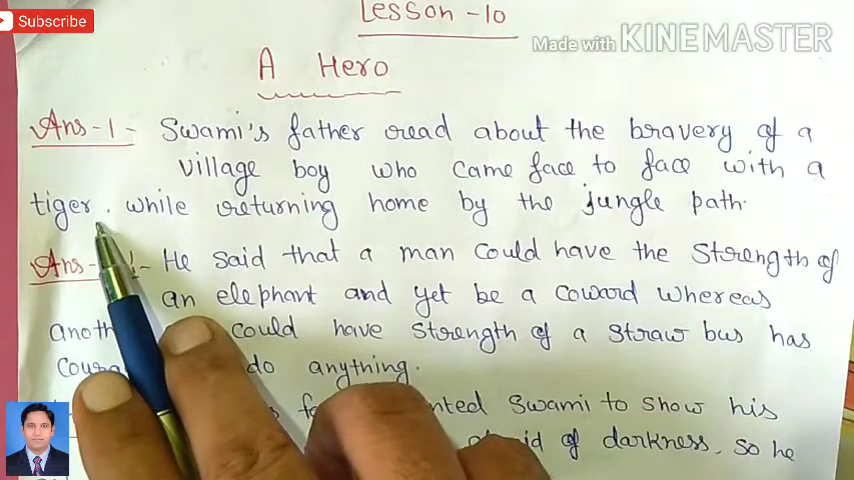 Subscribe
Lesson-10
Made with KINEMASTER
A Hero
Ans-1- Swami's father read about the bravery of a
village boy who came face to face with a
tiger, while returning home by the jungle path.
Ans- He said that a man could have the strength of
an elephant and yet be a coward whereas
could have strength of a straw bus has
do anything.
Swami to show his
of darkness. so he